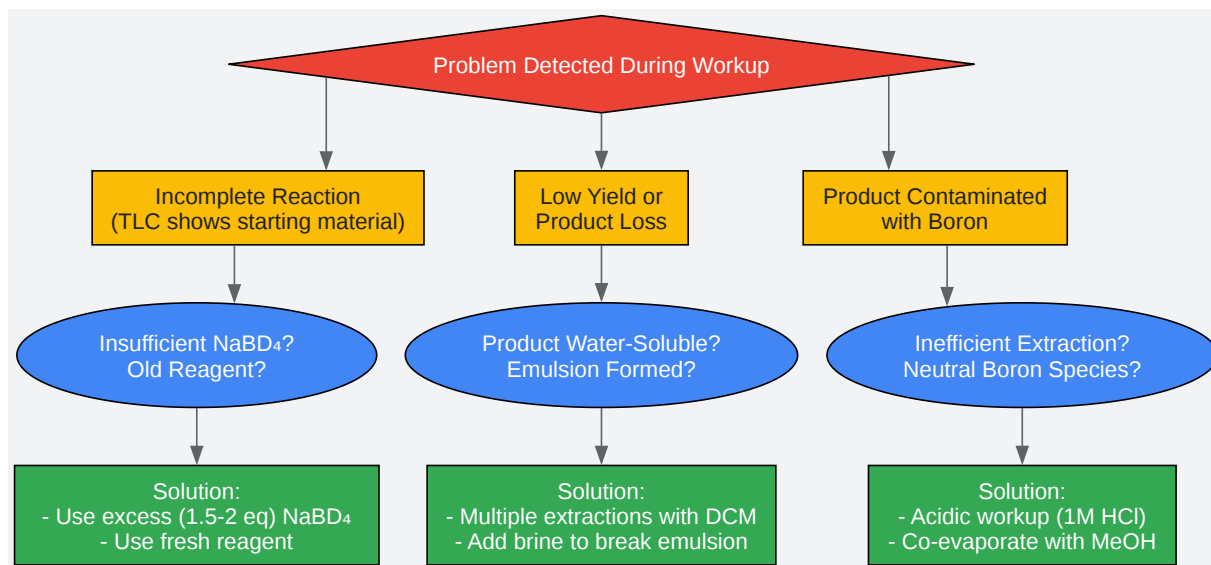 Problem Detected During Workup
Incomplete Reaction
(TLC shows starting material)
Low Yield or
Product Loss
Product Contaminated
with Boron
Insufficient NaBD₄?
Old Reagent?
Product Water-Soluble?
Emulsion Formed?
Inefficient Extraction?
Neutral Boron Species?
Solution:
- Use excess (1.5-2 eq) NaBD₄
- Use fresh reagent
Solution:
- Multiple extractions with DCM
- Add brine to break emulsion
Solution:
- Acidic workup (1M HCl)
- Co-evaporate with MeOH